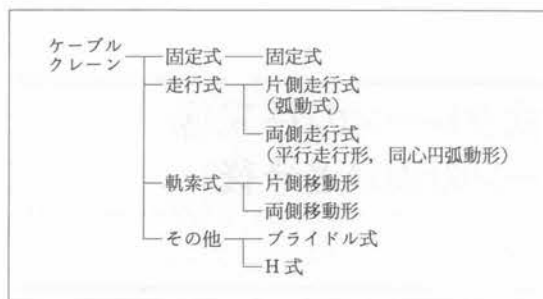 ケーブル
クレーン
固定式 固定式
走行式 片側走行式
(弧動式)
両側走行式
(平行走行形，同心円弧動形)
軌索式 片側移動形
両側移動形
その他 ブライドル式
H式